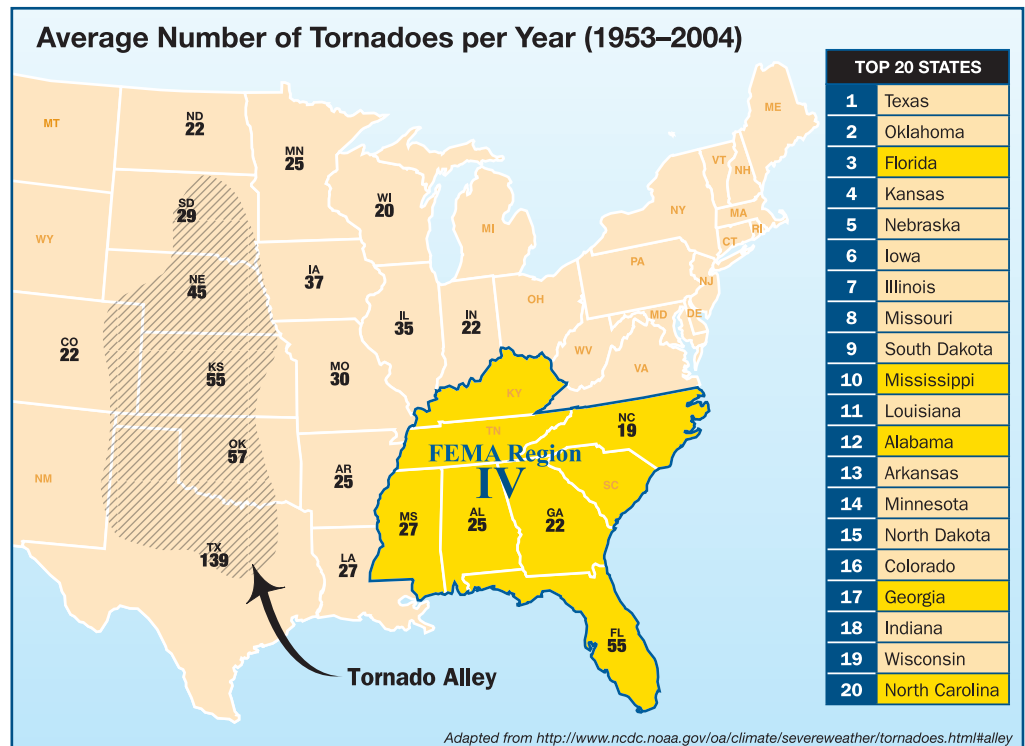 Average Number of Tornadoes per Year (1953–2004)
TOP 20 STATES
1 Texas
2 Oklahoma
3 Florida
4 Kansas
5 Nebraska
6 Iowa
7 Illinois
8 Missouri
9 South Dakota
10 Mississippi
11 Louisiana
12 Alabama
13 Arkansas
14 Minnesota
15 North Dakota
16 Colorado
17 Georgia
18 Indiana
19 Wisconsin
20 North Carolina
MT
ND
22
MN
25
WI
20
MI
ME
VT
NH
NY
MA
RI
CT
WY
SD
29
IA
37
NE
45
IL
35
IN
22
OH
PA
NJ
MD
DE
WV
VA
CO
22
KS
55
MO
30
KY
TN
NC
19
FEMA Region
IV
SC
NM
OK
57
AR
25
MS
27
AL
25
GA
22
TX
139
LA
27
FL
55
Tornado Alley
Adapted from http://www.ncdc.noaa.gov/oa/climate/severeweather/tornadoes.html#alley